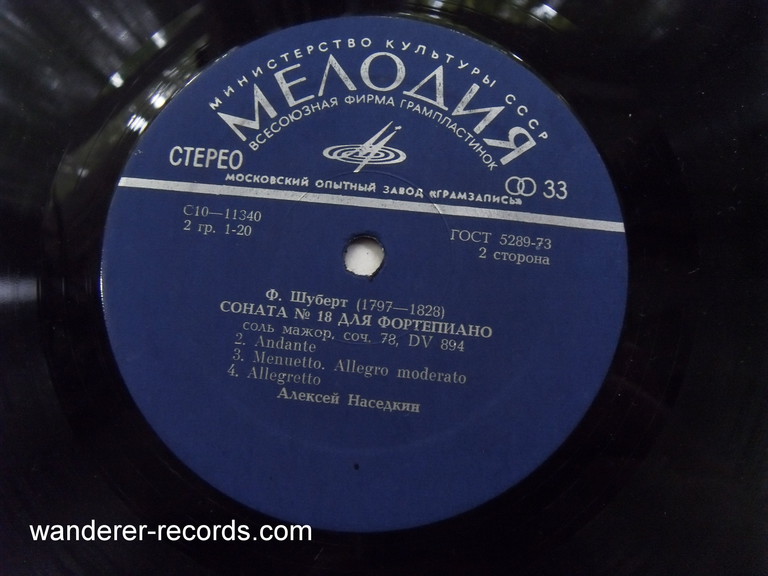 МИНИСТЕРСТВО КУЛЬТУРЫ СССР
МЕЛОДИЯ
ВСЕСОЮЗНАЯ ФИРМА ГРАМПЛАСТИНОК
СТЕРЕО
33
МОСКОВСКИЙ ОПЫТНЫЙ ЗАВОД «ГРАМЗАПИСЬ»
С10—11340
2 гр. 1-20
ГОСТ 5289-73
2 сторона
Ф. Шуберт (1797—1828)
СОНАТА № 18 ДЛЯ ФОРТЕПИАНО
соль мажор, соч. 78, DV 894
2. Andante
3. Menuetto. Allegro moderato
4. Allegretto
Алексей Наседкин
wanderer-records.com